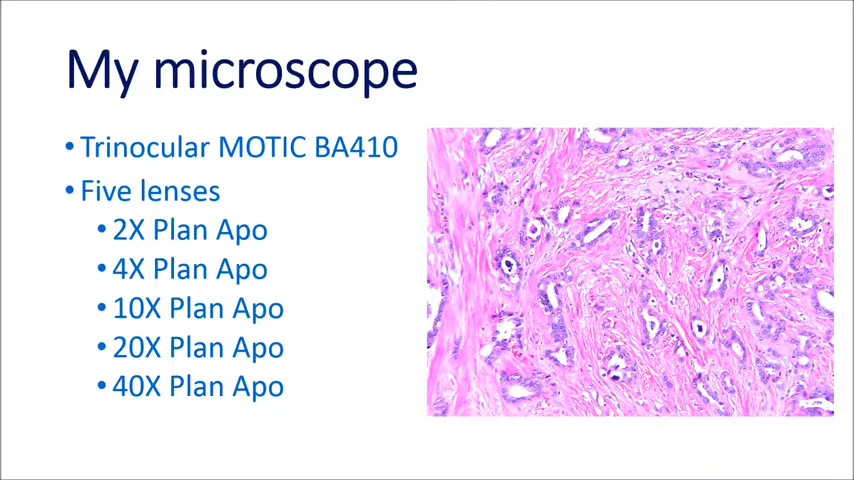 My microscope
• Trinocular MOTIC BA410
• Five lenses
• 2X Plan Apo
• 4X Plan Apo
• 10X Plan Apo
• 20X Plan Apo
• 40X Plan Apo